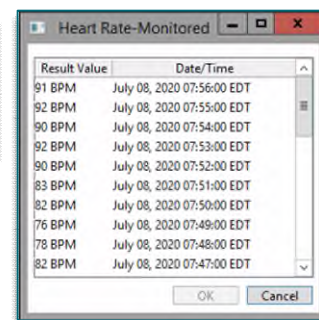 Heart Rate-Monitored
Result Value Date/Time
91 BPM July 08, 2020 07:56:00 EDT
92 BPM July 08, 2020 07:55:00 EDT
90 BPM July 08, 2020 07:54:00 EDT
92 BPM July 08, 2020 07:53:00 EDT
90 BPM July 08, 2020 07:52:00 EDT
83 BPM July 08, 2020 07:51:00 EDT
82 BPM July 08, 2020 07:50:00 EDT
76 BPM July 08, 2020 07:49:00 EDT
78 BPM July 08, 2020 07:48:00 EDT
82 BPM July 08, 2020 07:47:00 EDT
OK Cancel